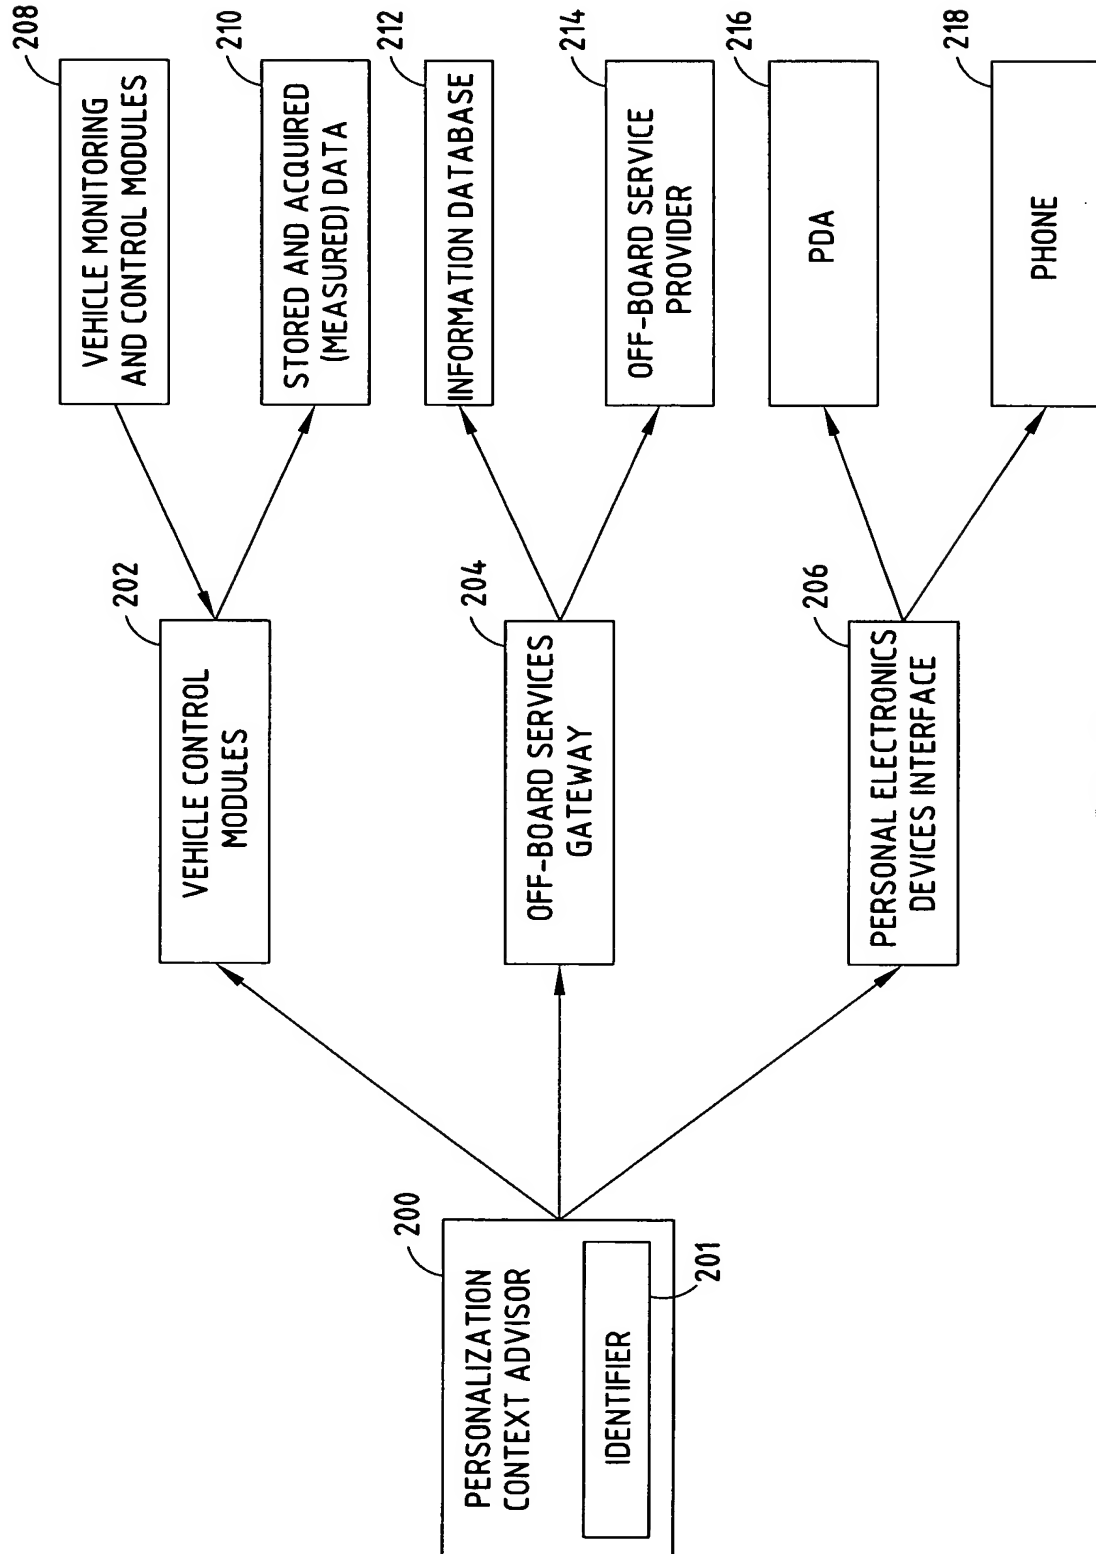 200
PERSONALIZATION
CONTEXT ADVISOR
IDENTIFIER
201
202
VEHICLE CONTROL
MODULES
204
OFF-BOARD SERVICES
GATEWAY
206
PERSONAL ELECTRONICS
DEVICES INTERFACE
208
VEHICLE MONITORING
AND CONTROL MODULES
210
STORED AND ACQUIRED
(MEASURED) DATA
212
INFORMATION DATABASE
214
OFF-BOARD SERVICE
PROVIDER
216
PDA
218
PHONE